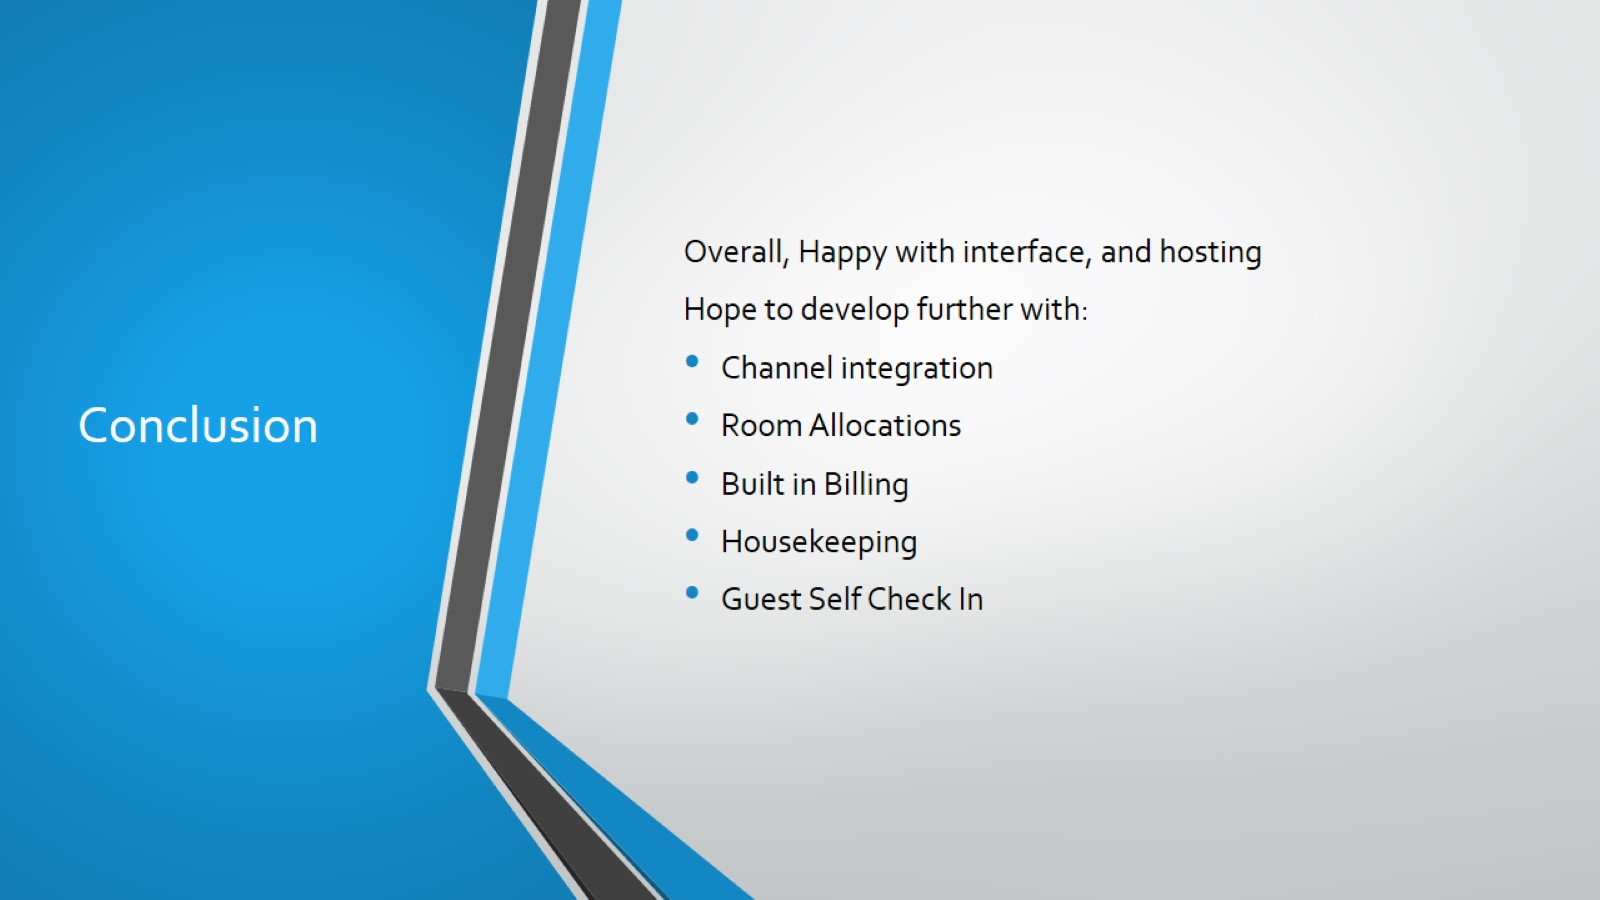 Conclusion
Overall, Happy with interface, and hosting
Hope to develop further with:
• Channel integration
• Room Allocations
• Built in Billing
• Housekeeping
• Guest Self Check In